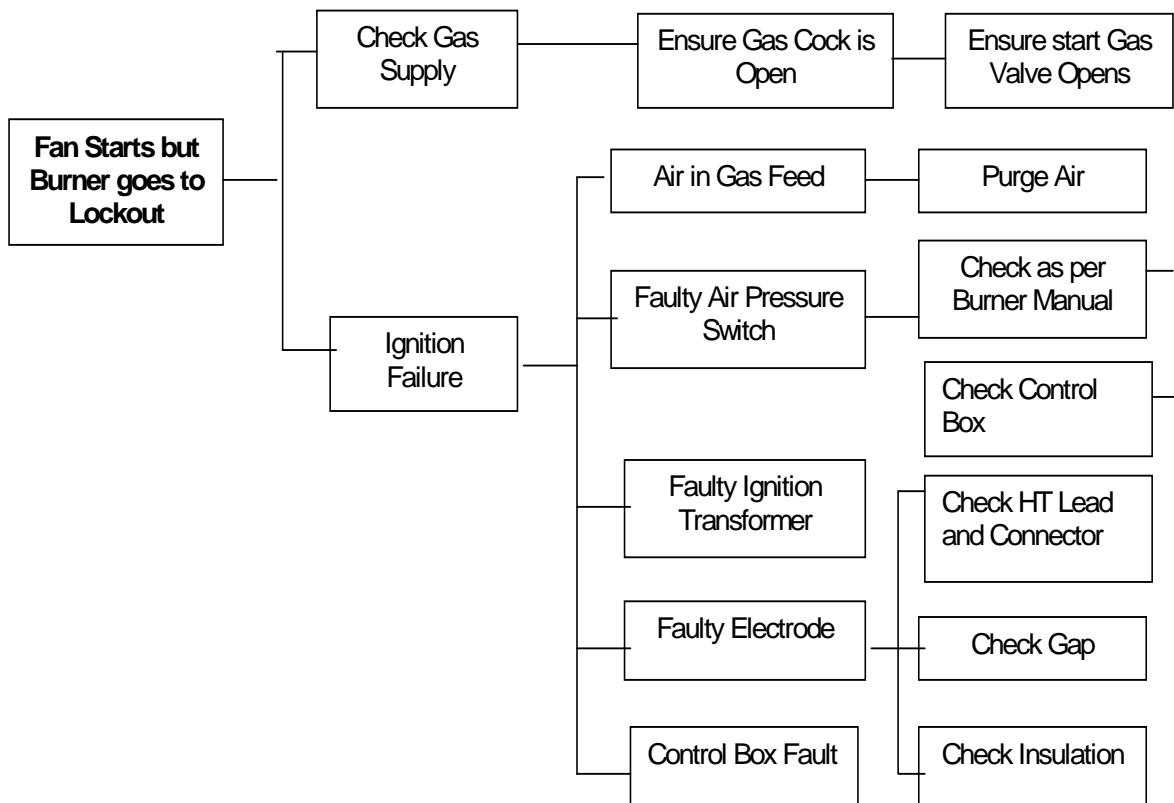 Fan Starts but
Burner goes to
Lockout
Check Gas
Supply
Ensure Gas Cock is
Open
Ensure start Gas
Valve Opens
Ignition
Failure
Air in Gas Feed
Purge Air
Faulty Air Pressure
Switch
Check as per
Burner Manual
Check Control
Box
Faulty Ignition
Transformer
Faulty Electrode
Check HT Lead
and Connector
Check Gap
Check Insulation
Control Box Fault